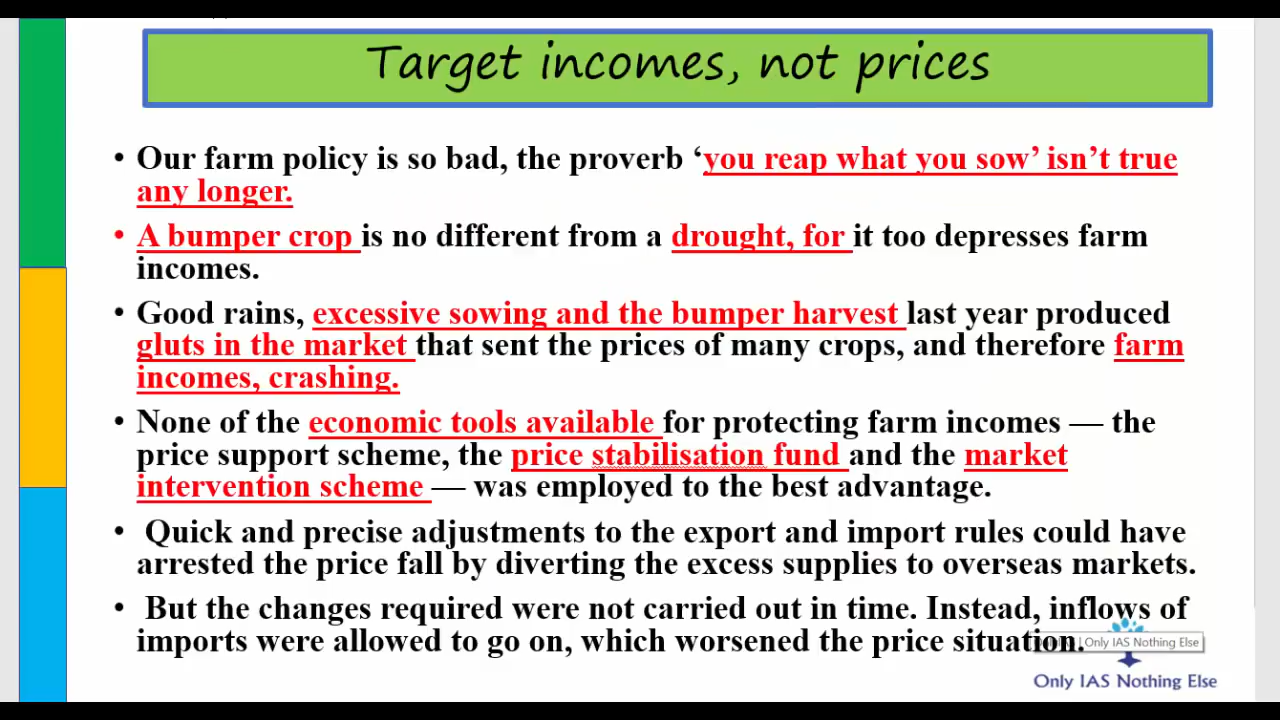 Target incomes, not prices
• Our farm policy is so bad, the proverb ‘you reap what you sow’ isn’t true
any longer.
• A bumper crop is no different from a drought, for it too depresses farm
incomes.
• Good rains, excessive sowing and the bumper harvest last year produced
gluts in the market that sent the prices of many crops, and therefore farm
incomes, crashing.
• None of the economic tools available for protecting farm incomes — the
price support scheme, the price stabilisation fund and the market
intervention scheme — was employed to the best advantage.
• Quick and precise adjustments to the export and import rules could have
arrested the price fall by diverting the excess supplies to overseas markets.
• But the changes required were not carried out in time. Instead, inflows of
imports were allowed to go on, which worsened the price situation.
Only IAS Nothing Else
Only IAS Nothing Else